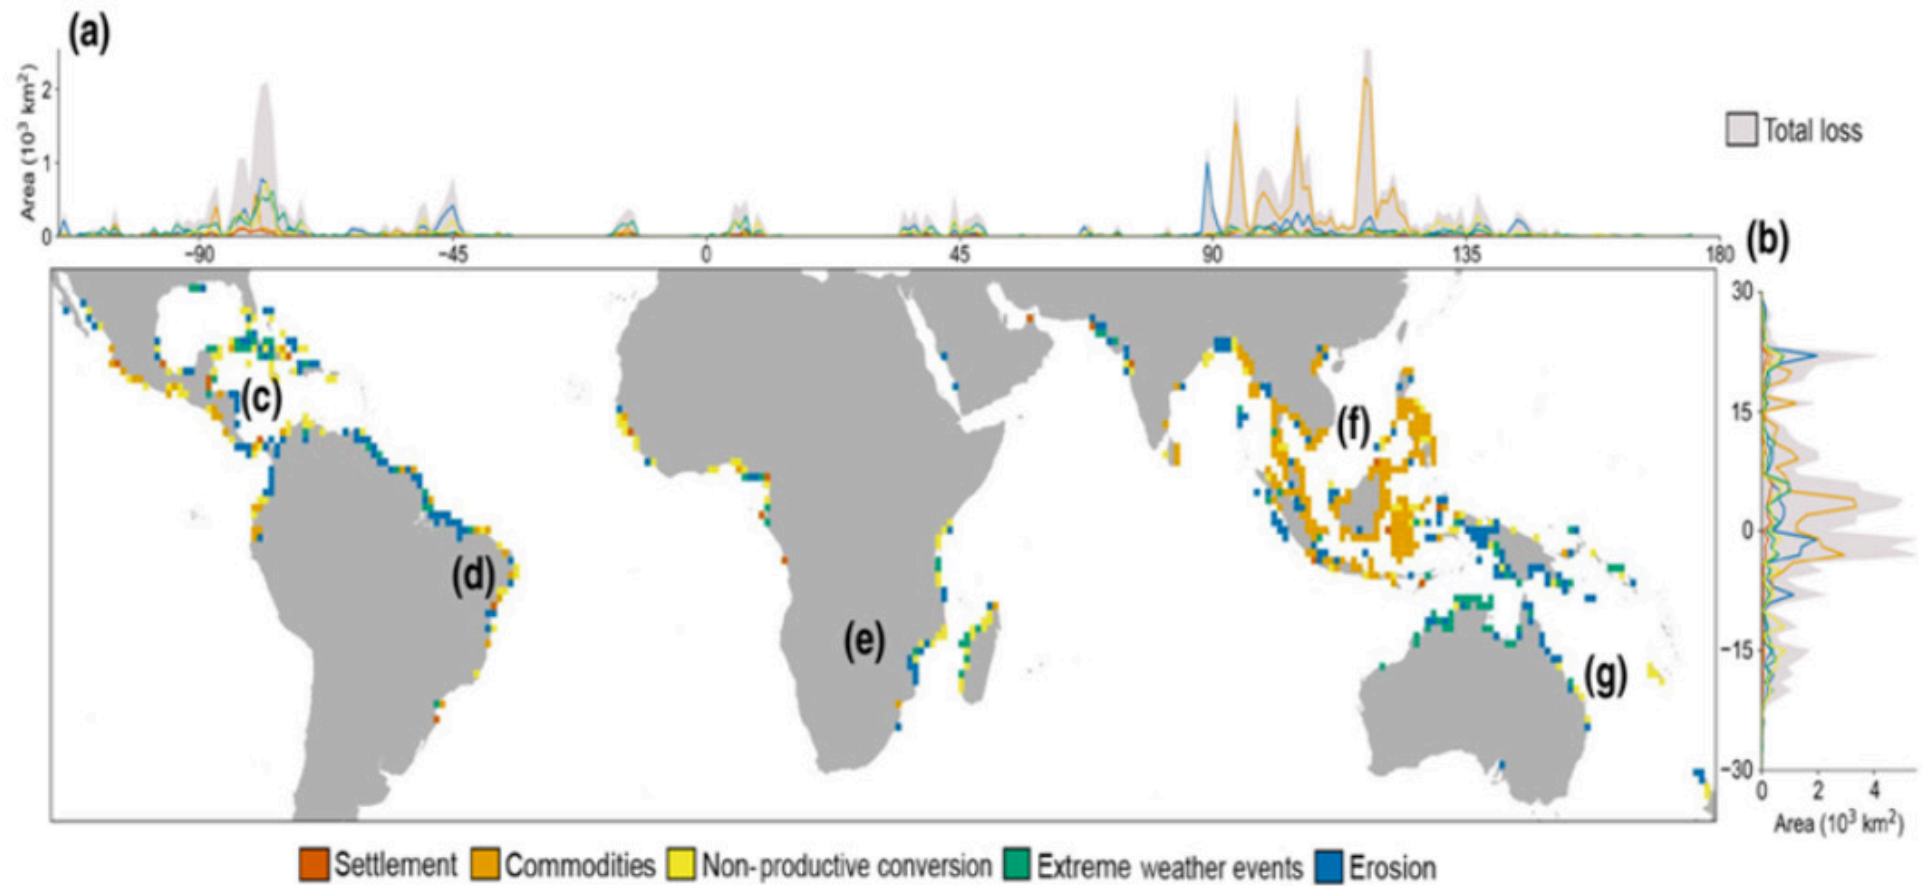 (a)
Area (10³ km²)
2
1
0
Total loss
−90
−45
0
45
90
135
180
(b)
30
15
0
−15
−30
0
2
4
Area (10³ km²)
(c)
(d)
(e)
(f)
(g)
Settlement
Commodities
Non-productive conversion
Extreme weather events
Erosion